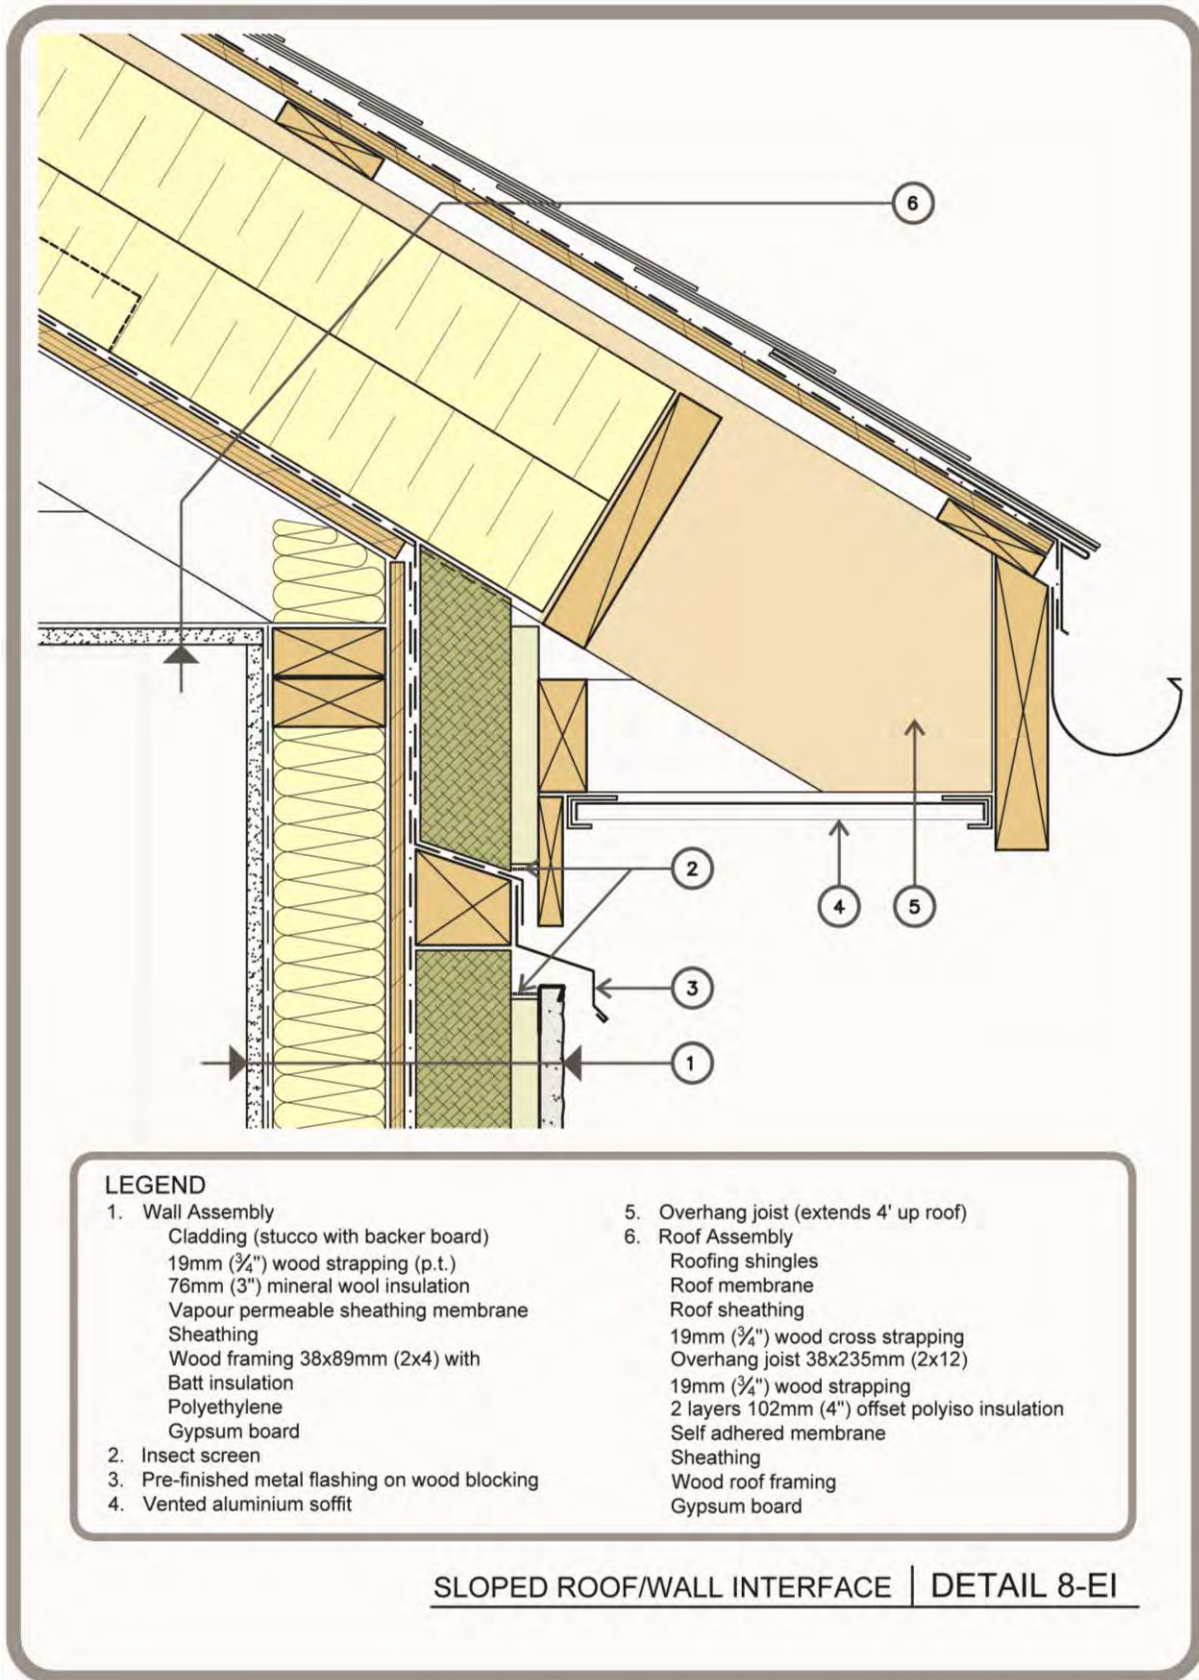 6
2
4
5
3
1
LEGEND
1. Wall Assembly
Cladding (stucco with backer board)
19mm (¾") wood strapping (p.t.)
76mm (3") mineral wool insulation
Vapour permeable sheathing membrane
Sheathing
Wood framing 38x89mm (2x4) with
Batt insulation
Polyethylene
Gypsum board
2. Insect screen
3. Pre-finished metal flashing on wood blocking
4. Vented aluminium soffit
5. Overhang joist (extends 4' up roof)
6. Roof Assembly
Roofing shingles
Roof membrane
Roof sheathing
19mm (¾") wood cross strapping
Overhang joist 38x235mm (2x12)
19mm (¾") wood strapping
2 layers 102mm (4") offset polyiso insulation
Self adhered membrane
Sheathing
Wood roof framing
Gypsum board
SLOPED ROOF/WALL INTERFACE | DETAIL 8-EI